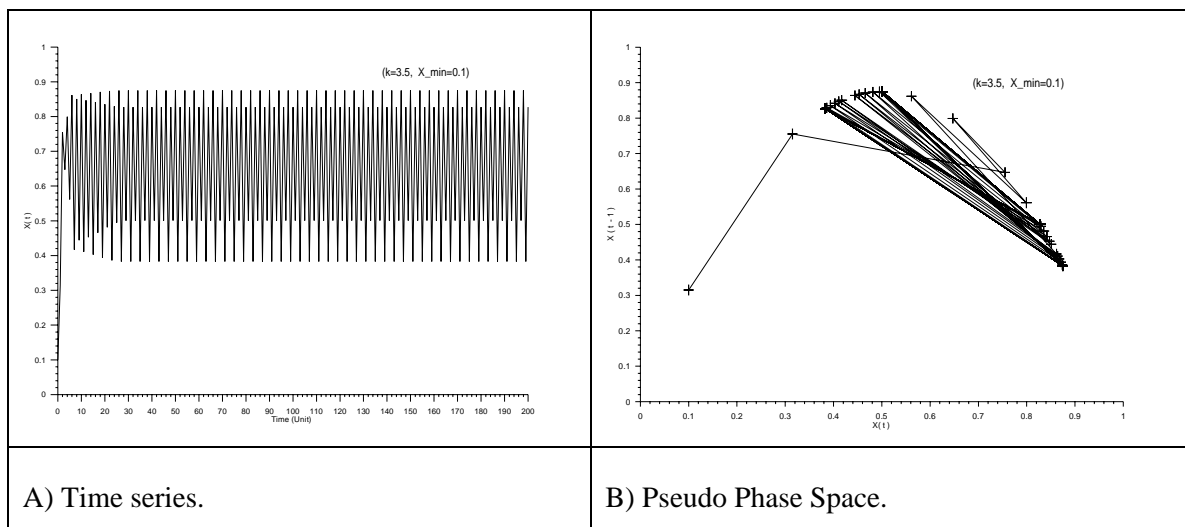 1
0.9
0.8
0.7
0.6
0.5
0.4
0.3
0.2
0.1
0
X(t)
(k=3.5, X_min=0.1)
0 10 20 30 40 50 60 70 80 90 100 110 120 130 140 150 160 170 180 190 200
Time (Unit)
1
0.9
0.8
0.7
0.6
0.5
0.4
0.3
0.2
0.1
0
X(t-1)
(k=3.5, X_min=0.1)
0 0.1 0.2 0.3 0.4 0.5 0.6 0.7 0.8 0.9 1
X(t)
A) Time series.
B) Pseudo Phase Space.